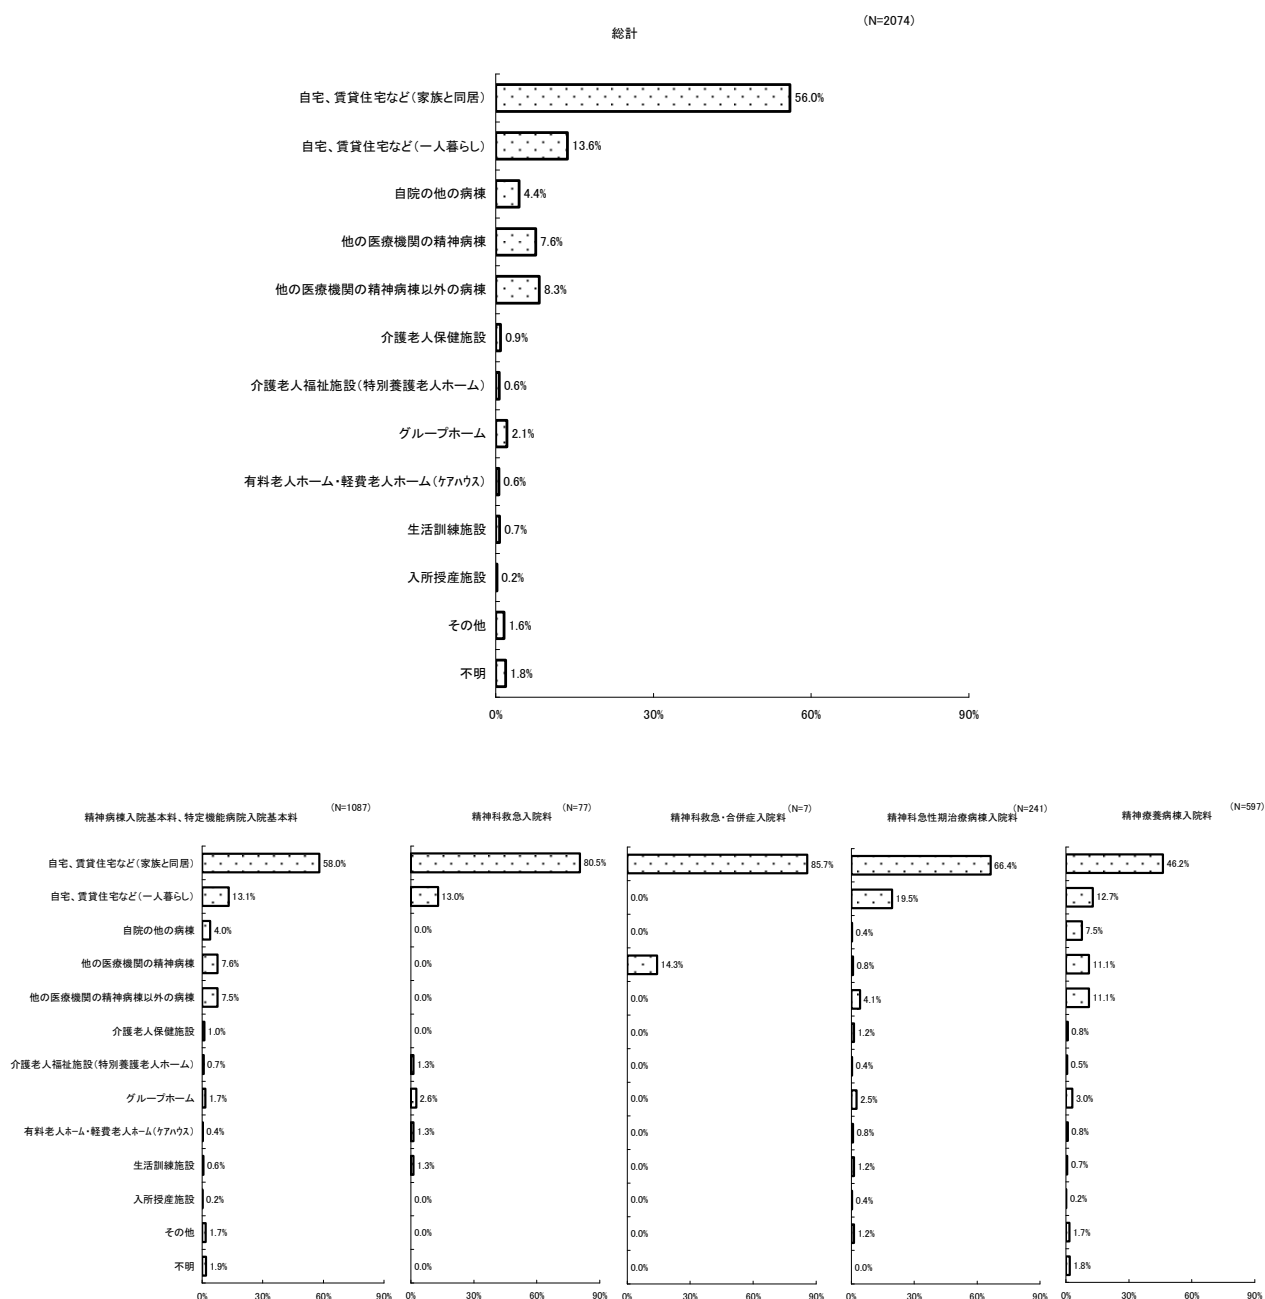 総計
（N=2074）
自宅、賃貸住宅など（家族と同居） 56.0%
自宅、賃貸住宅など（一人暮らし） 13.6%
自院の他の病棟 4.4%
他の医療機関の精神病棟 7.6%
他の医療機関の精神病棟以外の病棟 8.3%
介護老人保健施設 0.9%
介護老人福祉施設（特別養護老人ホーム） 0.6%
グループホーム 2.1%
有料老人ホーム・軽費老人ホーム（ケアハウス） 0.6%
生活訓練施設 0.7%
入所授産施設 0.2%
その他 1.6%
不明 1.8%
0% 30% 60% 90%
精神病棟入院基本料、特定機能病院入院基本料 （N=1087） 精神科救急入院料 （N=77） 精神科救急・合併症入院料 （N=7） 精神科急性期治療病棟入院料 （N=241） 精神療養病棟入院料 （N=597）
自宅、賃貸住宅など（家族と同居） 58.0% 80.5% 85.7% 66.4% 46.2%
自宅、賃貸住宅など（一人暮らし） 13.1% 13.0% 0.0% 19.5% 12.7%
自院の他の病棟 4.0% 0.0% 0.0% 0.4% 7.5%
他の医療機関の精神病棟 7.6% 0.0% 14.3% 0.8% 11.1%
他の医療機関の精神病棟以外の病棟 7.5% 0.0% 0.0% 4.1% 11.1%
介護老人保健施設 1.0% 0.0% 0.0% 1.2% 0.8%
介護老人福祉施設（特別養護老人ホーム） 0.7% 1.3% 0.0% 0.4% 0.5%
グループホーム 1.7% 2.6% 0.0% 2.5% 3.0%
有料老人ホーム・軽費老人ホーム（ケアハウス） 0.4% 1.3% 0.0% 0.8% 0.8%
生活訓練施設 0.6% 1.3% 0.0% 1.2% 0.7%
入所授産施設 0.2% 0.0% 0.0% 0.4% 0.2%
その他 1.7% 0.0% 0.0% 1.2% 1.7%
不明 1.9% 0.0% 0.0% 0.0% 1.8%
0% 30% 60% 90% 0% 30% 60% 90% 0% 30% 60% 90% 0% 30% 60% 90% 0% 30% 60% 90%